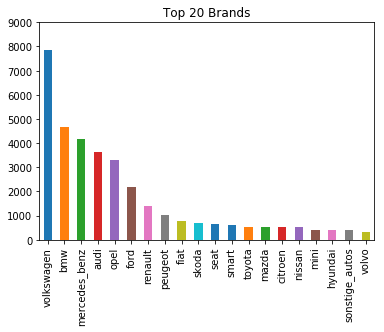 Top 20 Brands
9000
8000
7000
6000
5000
4000
3000
2000
1000
0
volkswagen
bmw
mercedes_benz
audi
opel
ford
renault
peugeot
fiat
skoda
seat
smart
toyota
mazda
citroen
nissan
mini
hyundai
sonstige_autos
volvo